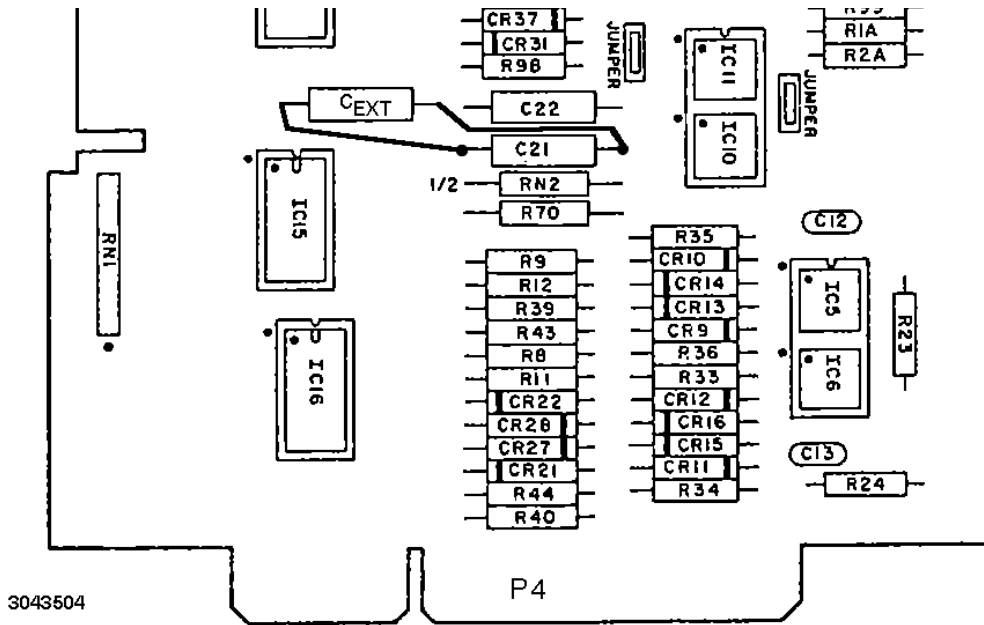 CR37
CR31
R98
JUMPER
IC11
IC10
R1A
R2A
JUMPER
CEXT
C22
C21
1/2
RN2
R70
RN1
IC15
IC16
R9
R12
R39
R43
R8
R11
CR22
CR28
CR27
CR21
R44
R40
R35
CR10
CR14
CR13
CR9
R36
R33
CR12
CR16
CR15
CR11
R34
C12
IC5
IC6
R23
C13
R24
P4
3043504